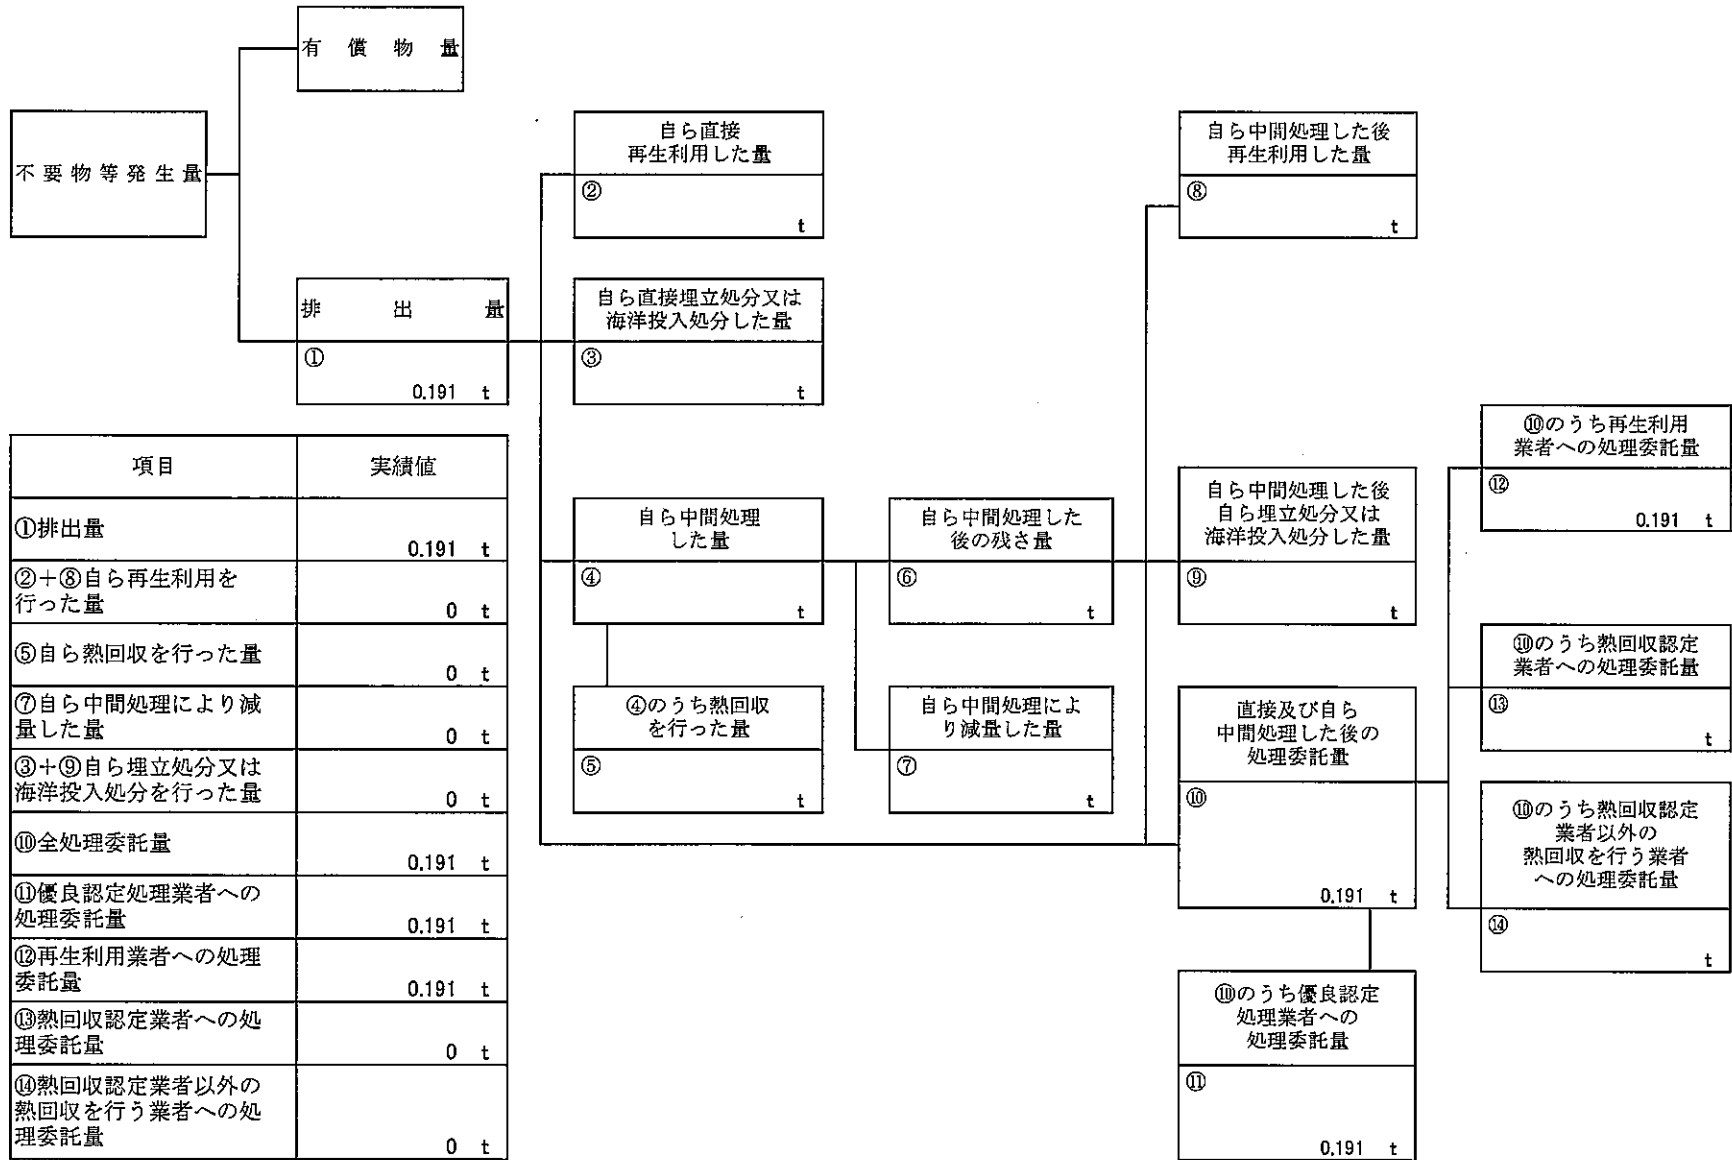 有償物量
不要物等発生量
自ら直接
再生利用した量
②
t
自ら中間処理した後
再生利用した量
⑧
t
排出量
①
0.191 t
自ら直接埋立処分又は
海洋投入処分した量
③
t
項目 実績値
①排出量
0.191 t
②+⑧自ら再生利用を
行った量
0 t
⑤自ら熱回収を行った量
0 t
⑦自ら中間処理により減
量した量
0 t
③+⑨自ら埋立処分又は
海洋投入処分を行った量
0 t
⑩全処理委託量
0.191 t
⑪優良認定処理業者への
処理委託量
0.191 t
⑫再生利用業者への処理
委託量
0.191 t
⑬熱回収認定業者への処
理委託量
0 t
⑭熱回収認定業者以外の
熱回収を行う業者への処
理委託量
0 t
自ら中間処理
した量
④
t
④のうち熱回収
を行った量
⑤
t
自ら中間処理した
後の残さ量
⑥
t
自ら中間処理によ
り減量した量
⑦
t
自ら中間処理した後
自ら埋立処分又は
海洋投入処分した量
⑨
t
直接及び自ら
中間処理した後の
処理委託量
⑩
0.191 t
⑩のうち優良認定
処理業者への
処理委託量
⑪
0.191 t
⑩のうち再生利用
業者への処理委託量
⑫
0.191 t
⑩のうち熱回収認定
業者への処理委託量
⑬
t
⑩のうち熱回収認定
業者以外の
熱回収を行う業者
への処理委託量
⑭
t